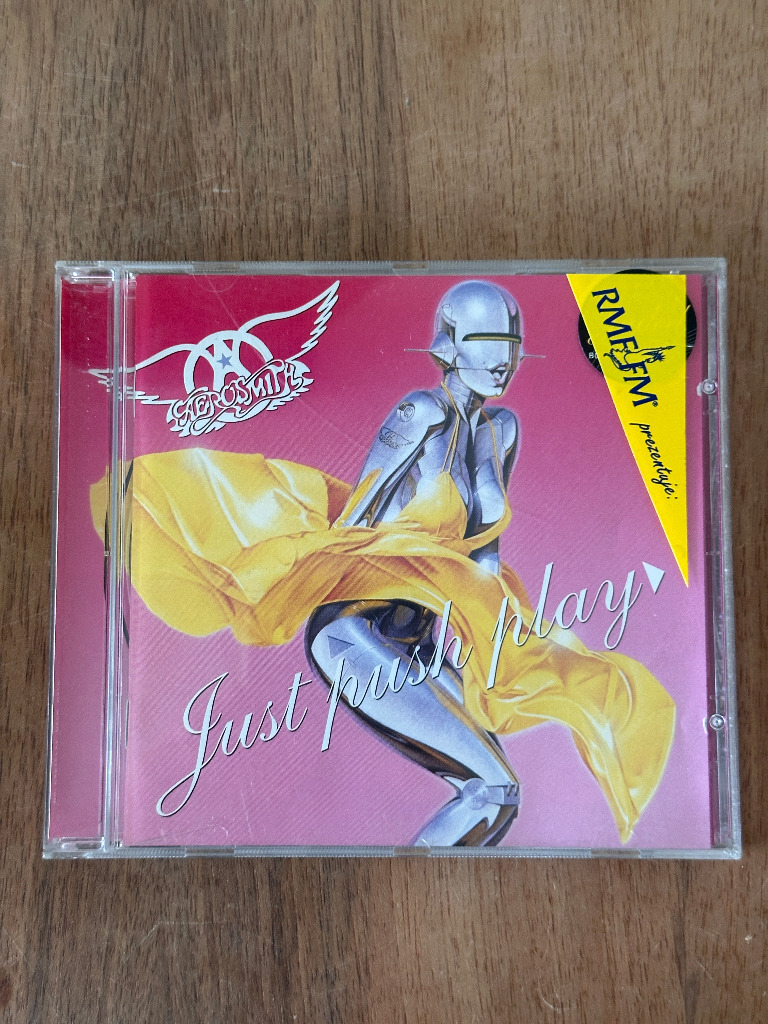 AEROSMITH
RMF FM®
prezentuje:
Just push play